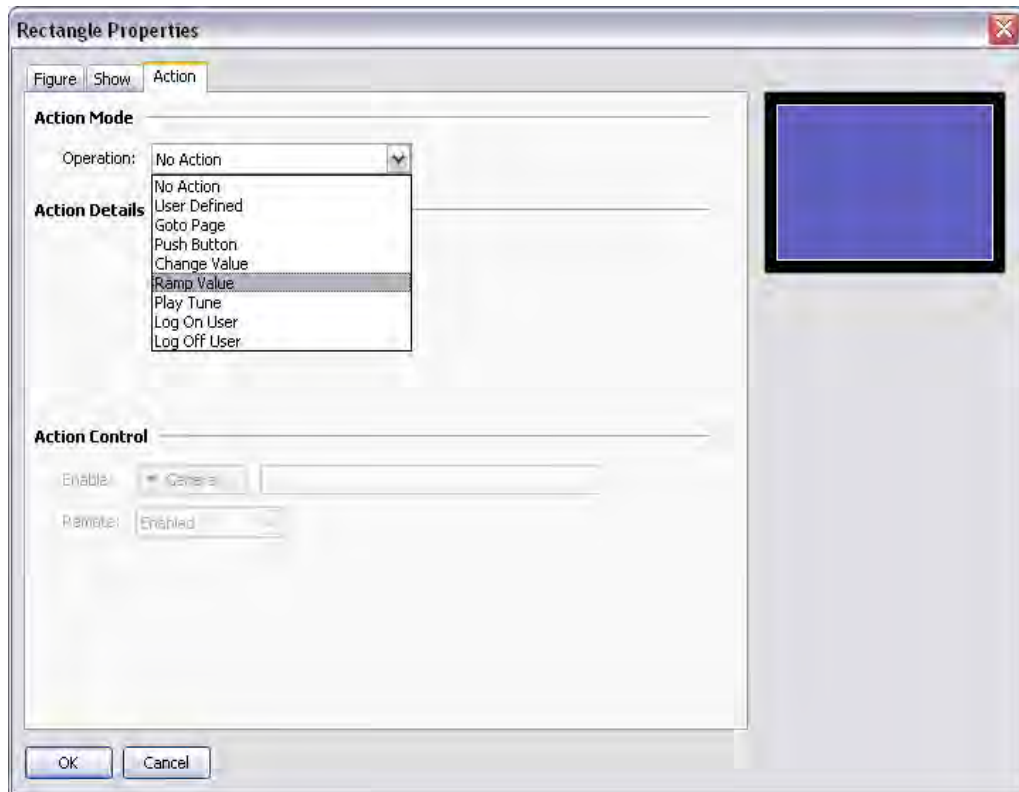 Rectangle Properties
Figure Show Action
Action Mode
Operation: No Action
No Action
User Defined
Goto Page
Push Button
Change Value
Ramp Value
Play Tune
Log On User
Log Off User
Action Details
Action Control
Enable: General
Remote: Enabled
OK Cancel